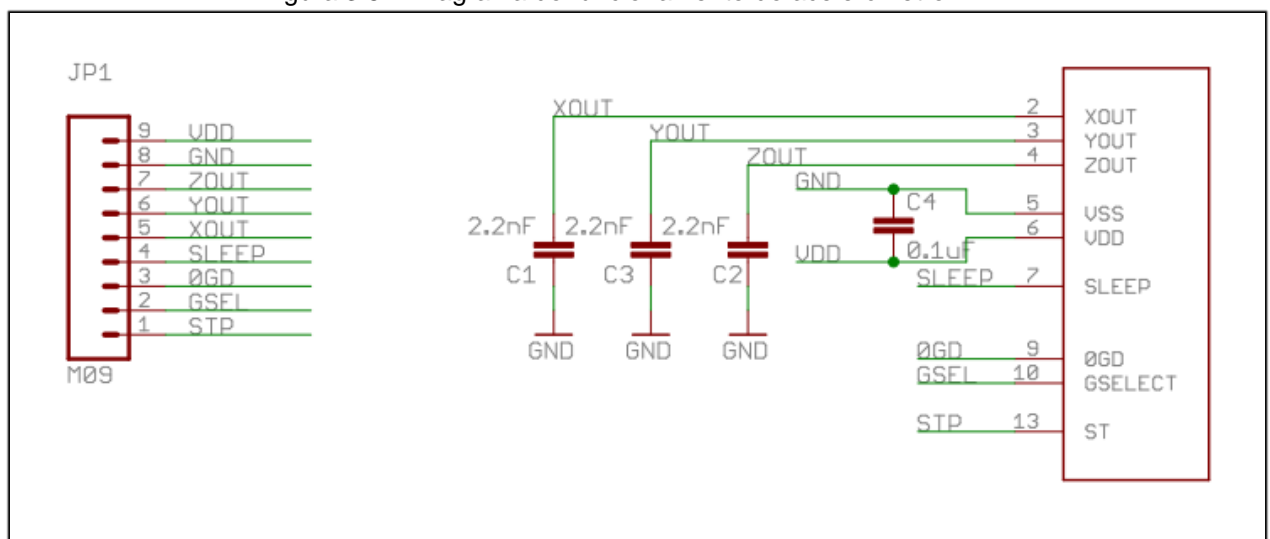 JP1
9 VDD
8 GND
7 ZOUT
6 YOUT
5 XOUT
4 SLEEP
3 0GD
2 GSEL
1 STP
M09
XOUT
YOUT
ZOUT
GND
VDD
2.2nF 2.2nF 2.2nF
C1 C3 C2
GND GND GND
C4
0.1uF
SLEEP
0GD
GSEL
STP
2 XOUT
3 YOUT
4 ZOUT
5 VSS
6 VDD
7 SLEEP
9 0GD
10 GSELECT
13 ST